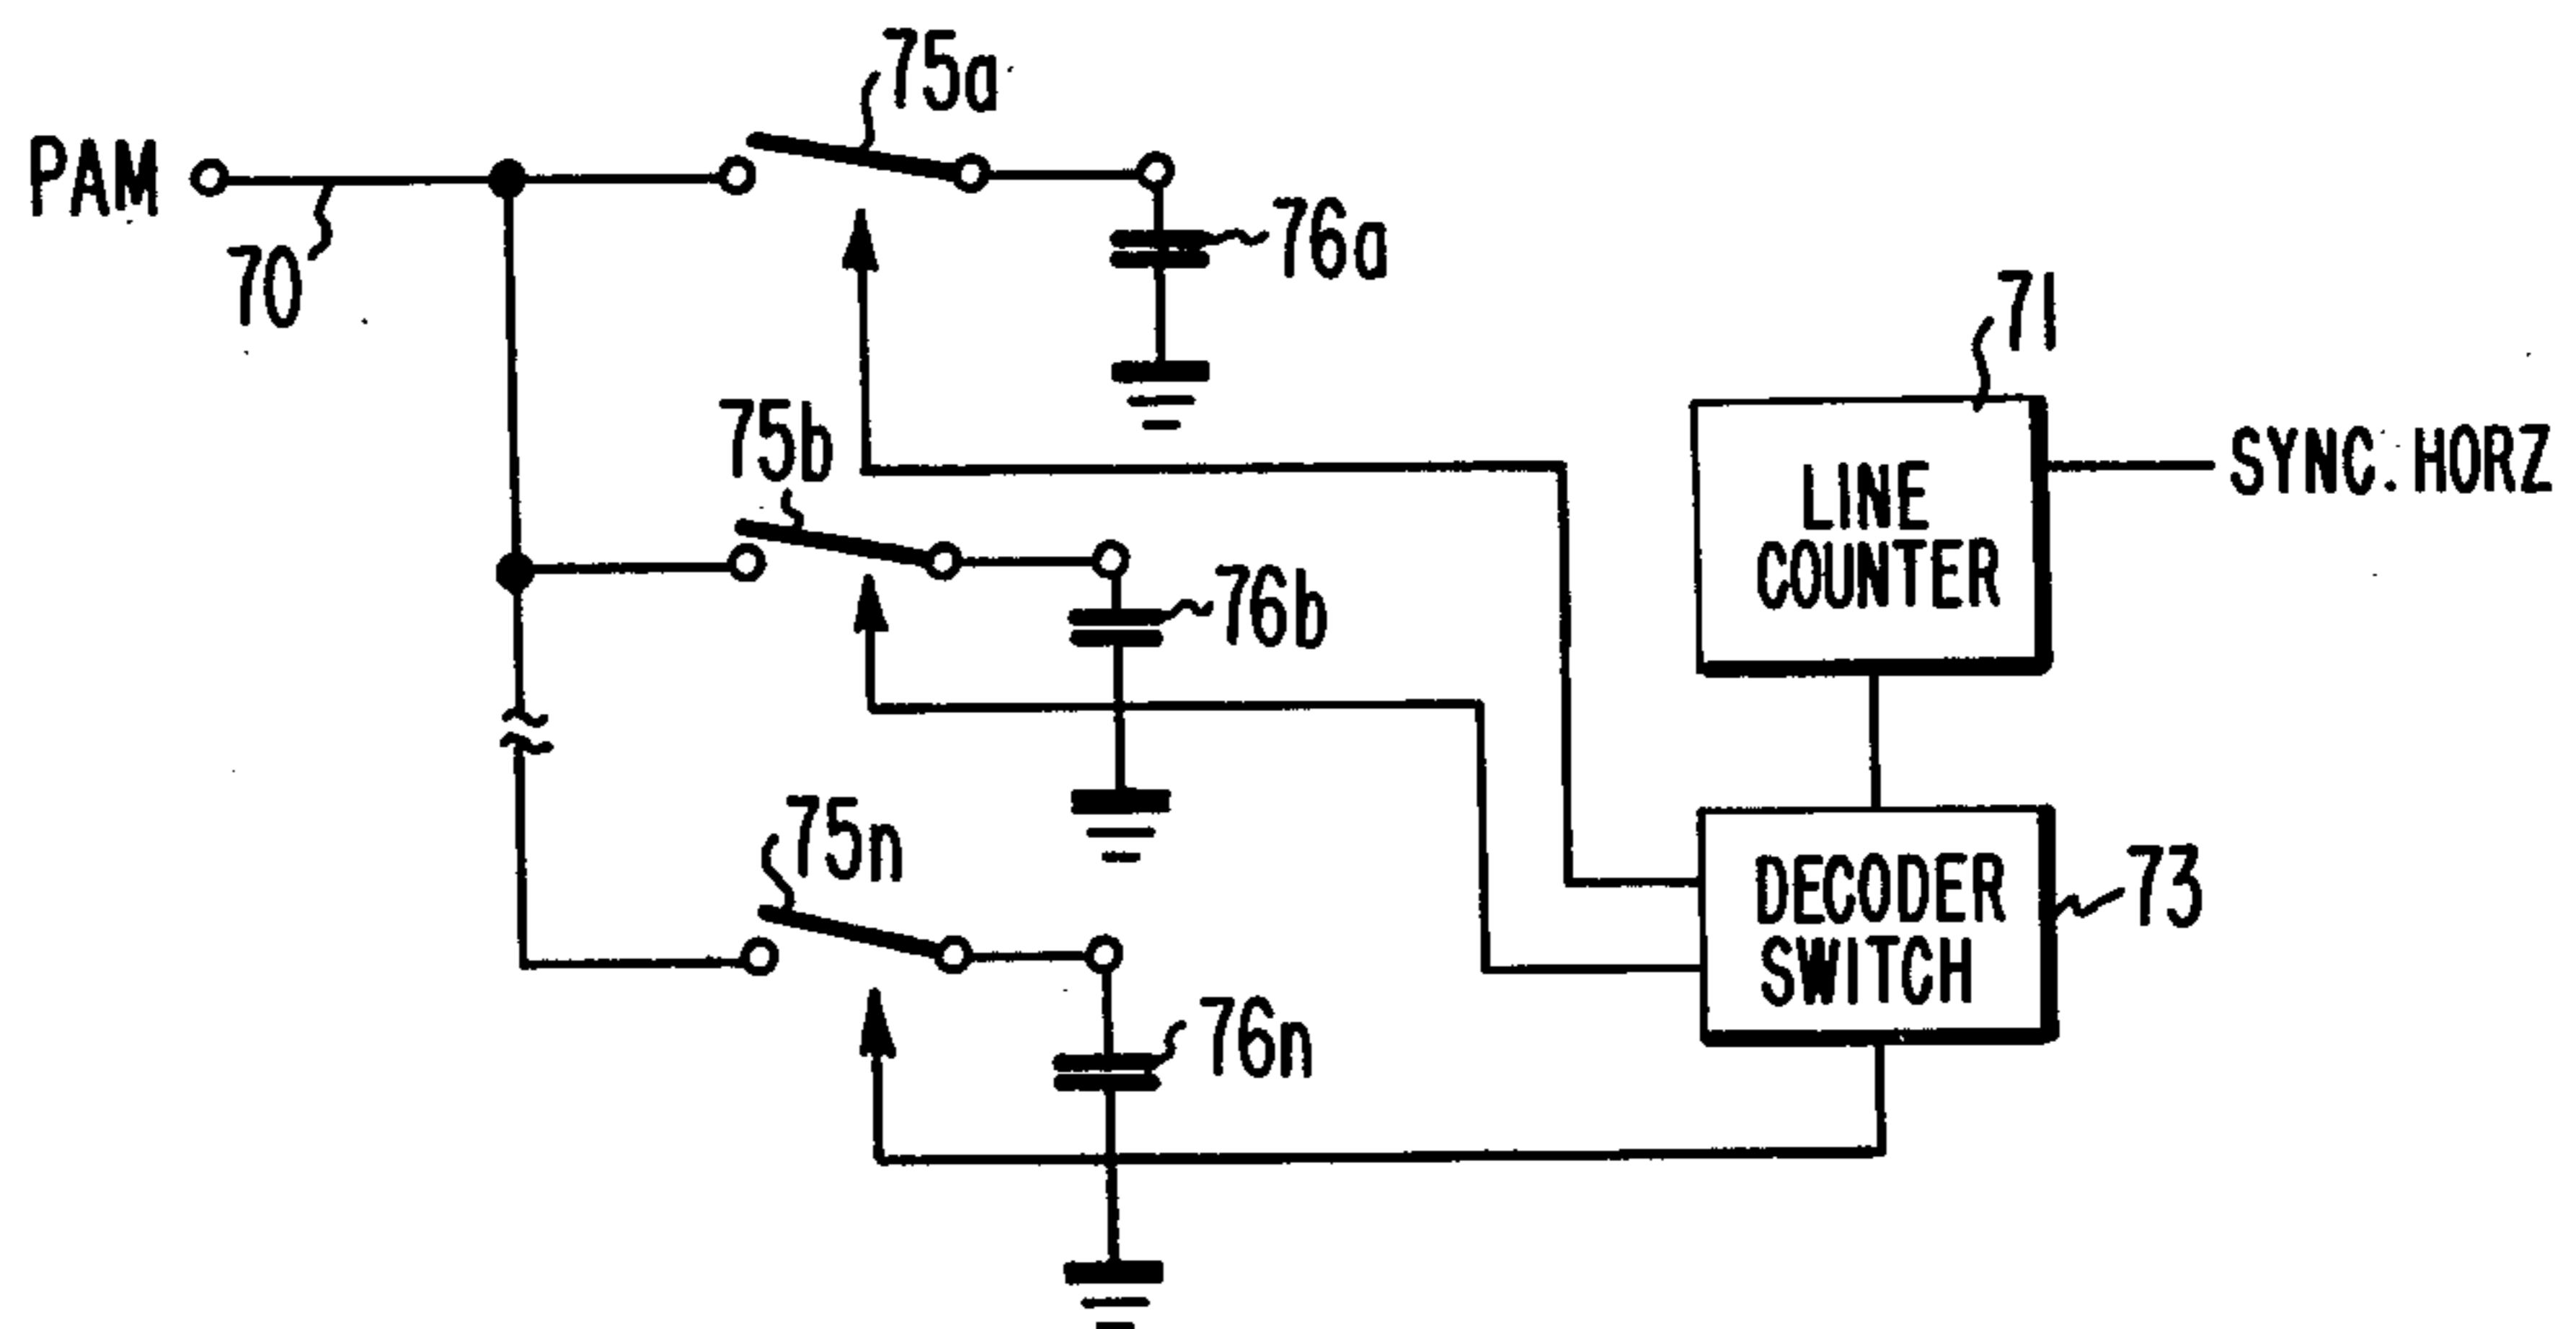 75a
PAM
70
76a
71
75b
SYNC. HORZ
LINE
COUNTER
76b
75n
DECODER
SWITCH
73
76n